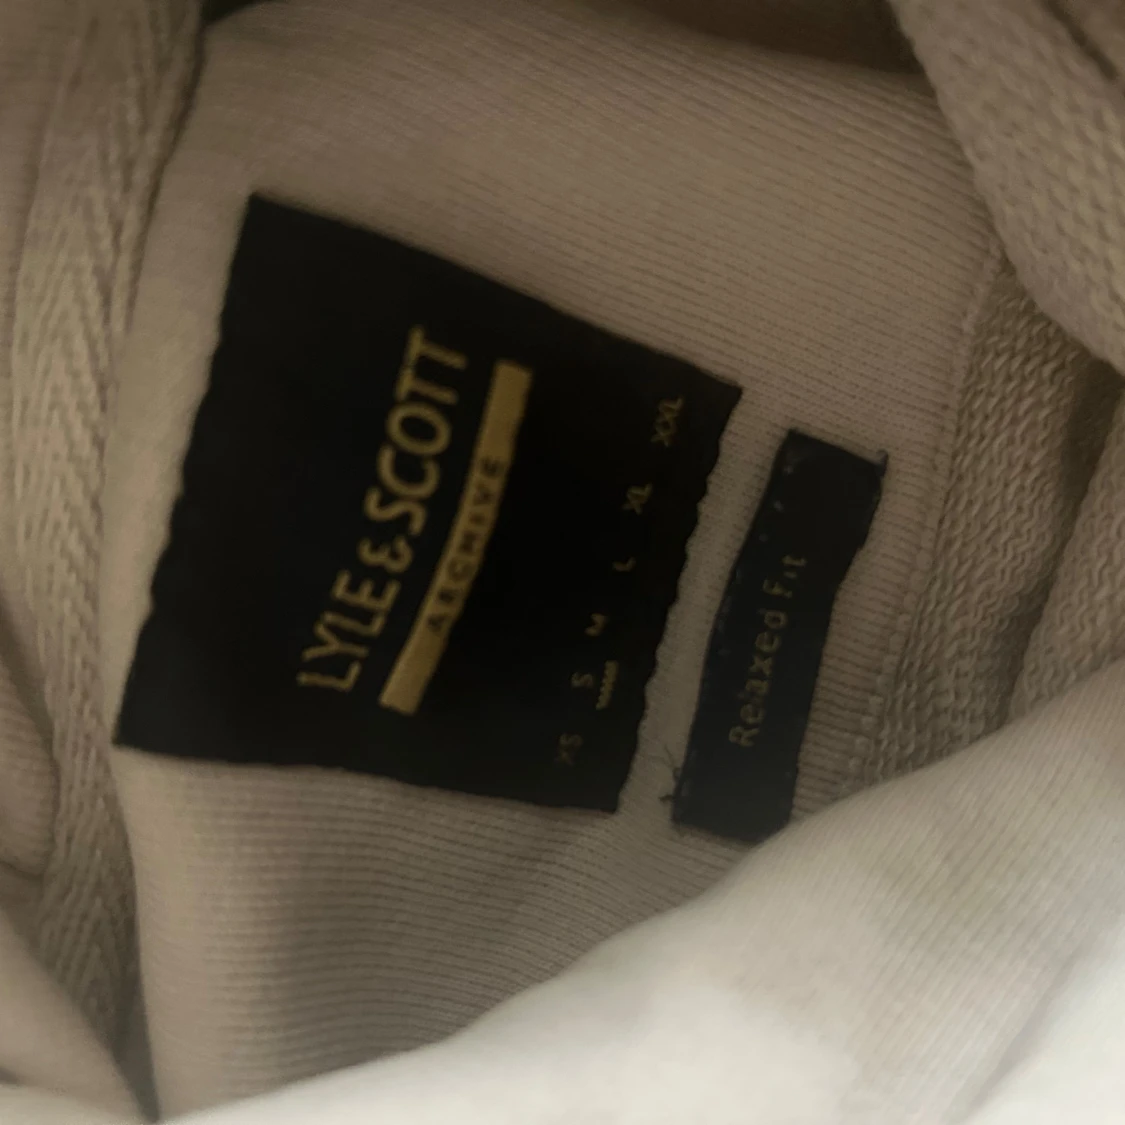 LYLE & SCOTT
ARCHIVE
XS S M L XL XXL
Relaxed Fit